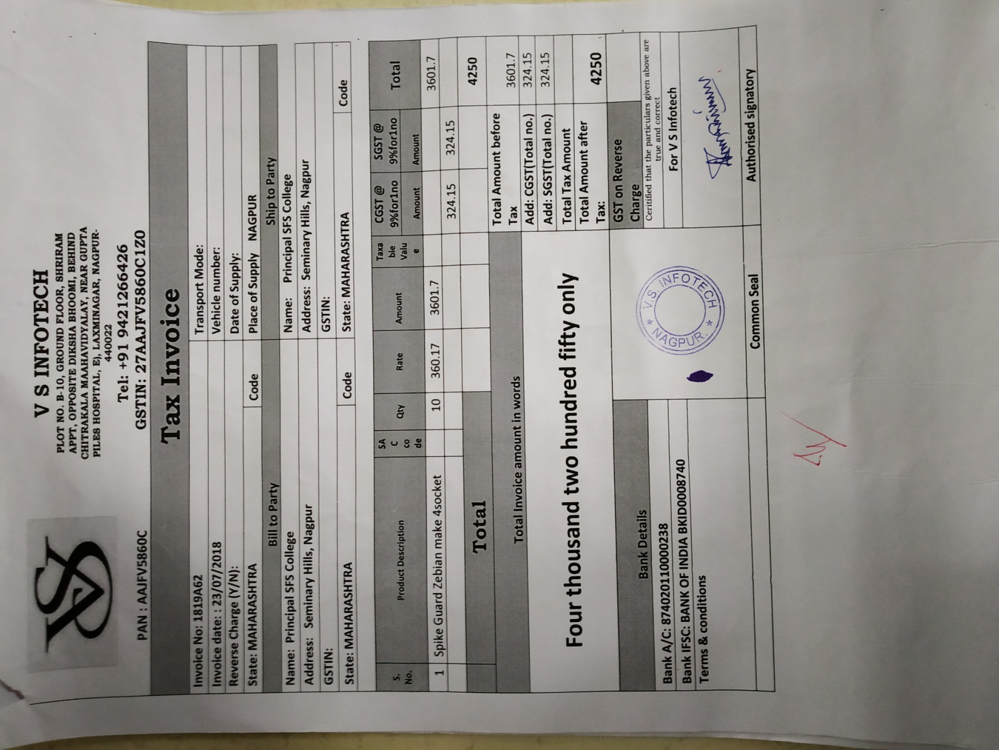 V S INFOTECH
PLOT NO. B-10, GROUND FLOOR, SHRIRAM
APPT, OPPOSITE DIKSHA BHOOMI, BEHIND
CHITRAKALA MAAHAVIDYALAY, NEAR GUPTA
PILES HOSPITAL, E), LAXMINAGAR, NAGPUR-
440022
Tel: +91 9421266426
PAN : AAJFV5860C GSTIN: 27AAJFV5860C1Z0
Tax Invoice
Invoice No: 1819A62 Transport Mode:
Invoice date: : 23/07/2018 Vehicle number:
Reverse Charge (Y/N): Date of Supply:
State: MAHARASHTRA Code Place of Supply NAGPUR
Bill to Party Ship to Party
Name: Principal SFS College Name: Principal SFS College
Address: Seminary Hills, Nagpur Address: Seminary Hills, Nagpur
GSTIN: GSTIN:
State: MAHARASHTRA Code State: MAHARASHTRA Code
S. No. Product Description SA C co de Qty Rate Amount Taxa ble Valu e CGST @ 9%for1no Amount SGST @ 9%for1no Amount Total
1 Spike Guard Zebian make 4socket 10 360.17 3601.7 3601.7
324.15 324.15
Total 4250
Total Invoice amount in words
Four thousand two hundred fifty only
Total Amount before Tax 3601.7
Add: CGST(Total no.) 324.15
Add: SGST(Total no.) 324.15
Total Tax Amount
Total Amount after Tax: 4250
Bank Details
GST on Reverse Charge
Bank A/C: 874020110000238
Bank IFSC: BANK OF INDIA BKID0008740
Terms & conditions
V.S. INFOTECH
NAGPUR.
Ceritified that the particulars given above are
true and correct
For V S Infotech
Common Seal
Authorised signatory